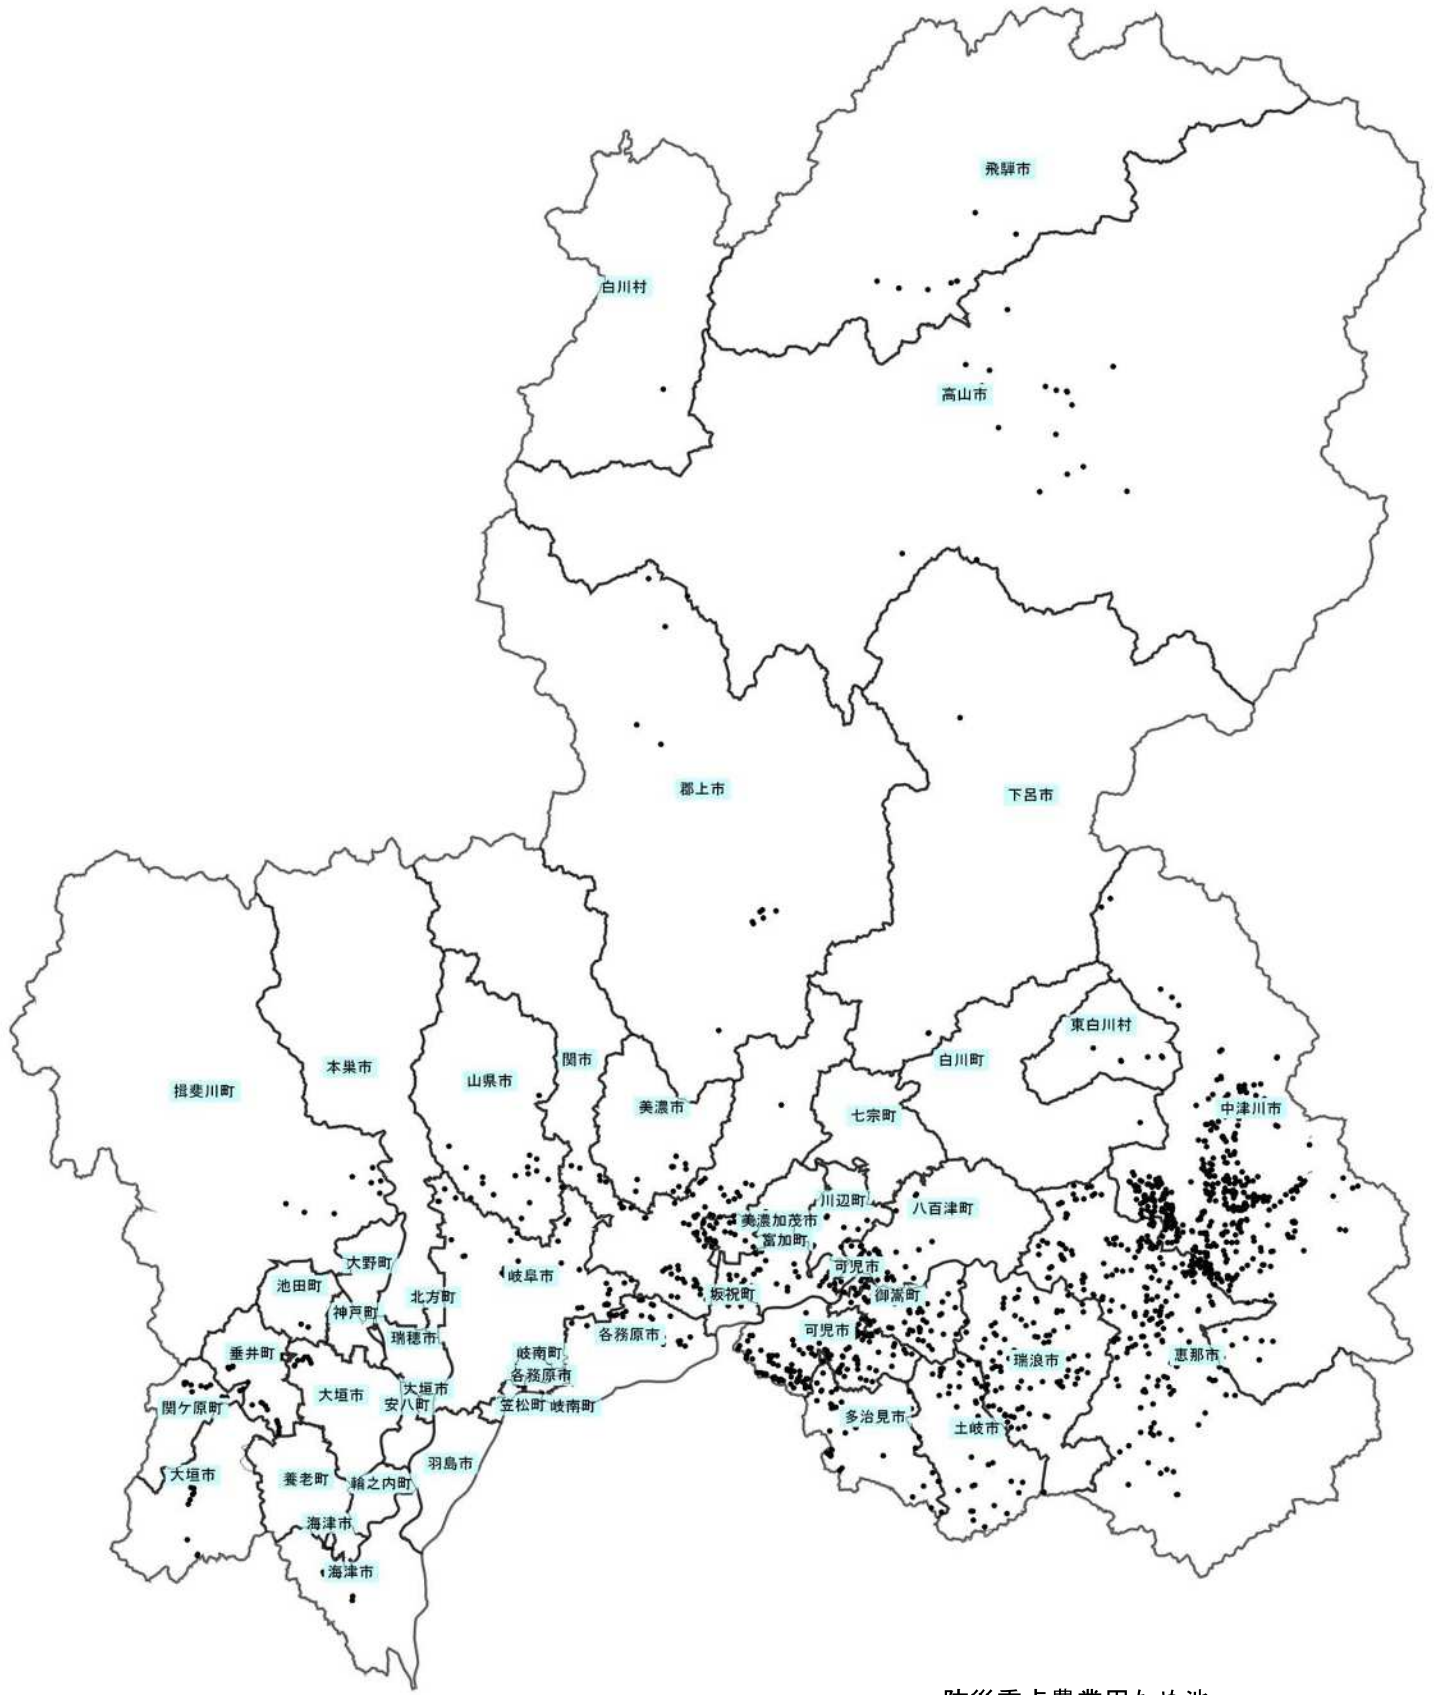 飛騨市
白川村
高山市
郡上市
下呂市
東白川村
関市
白川町
本巣市
山県市
揖斐川町
美濃市
七宗町
中津川市
川辺町
八百津町
美濃加茂市
富加町
大野町
可児市
岐阜市
池田町
坂祝町
御嵩町
北方町
神戸町
可児市
各務原市
瑞穂市
岐南町
垂井町
恵那市
瑞浪市
各務原市
大垣市
大垣市
安八町
笠松町
岐南町
関ケ原町
多治見市
土岐市
羽島市
大垣市
養老町
輪之内町
海津市
海津市